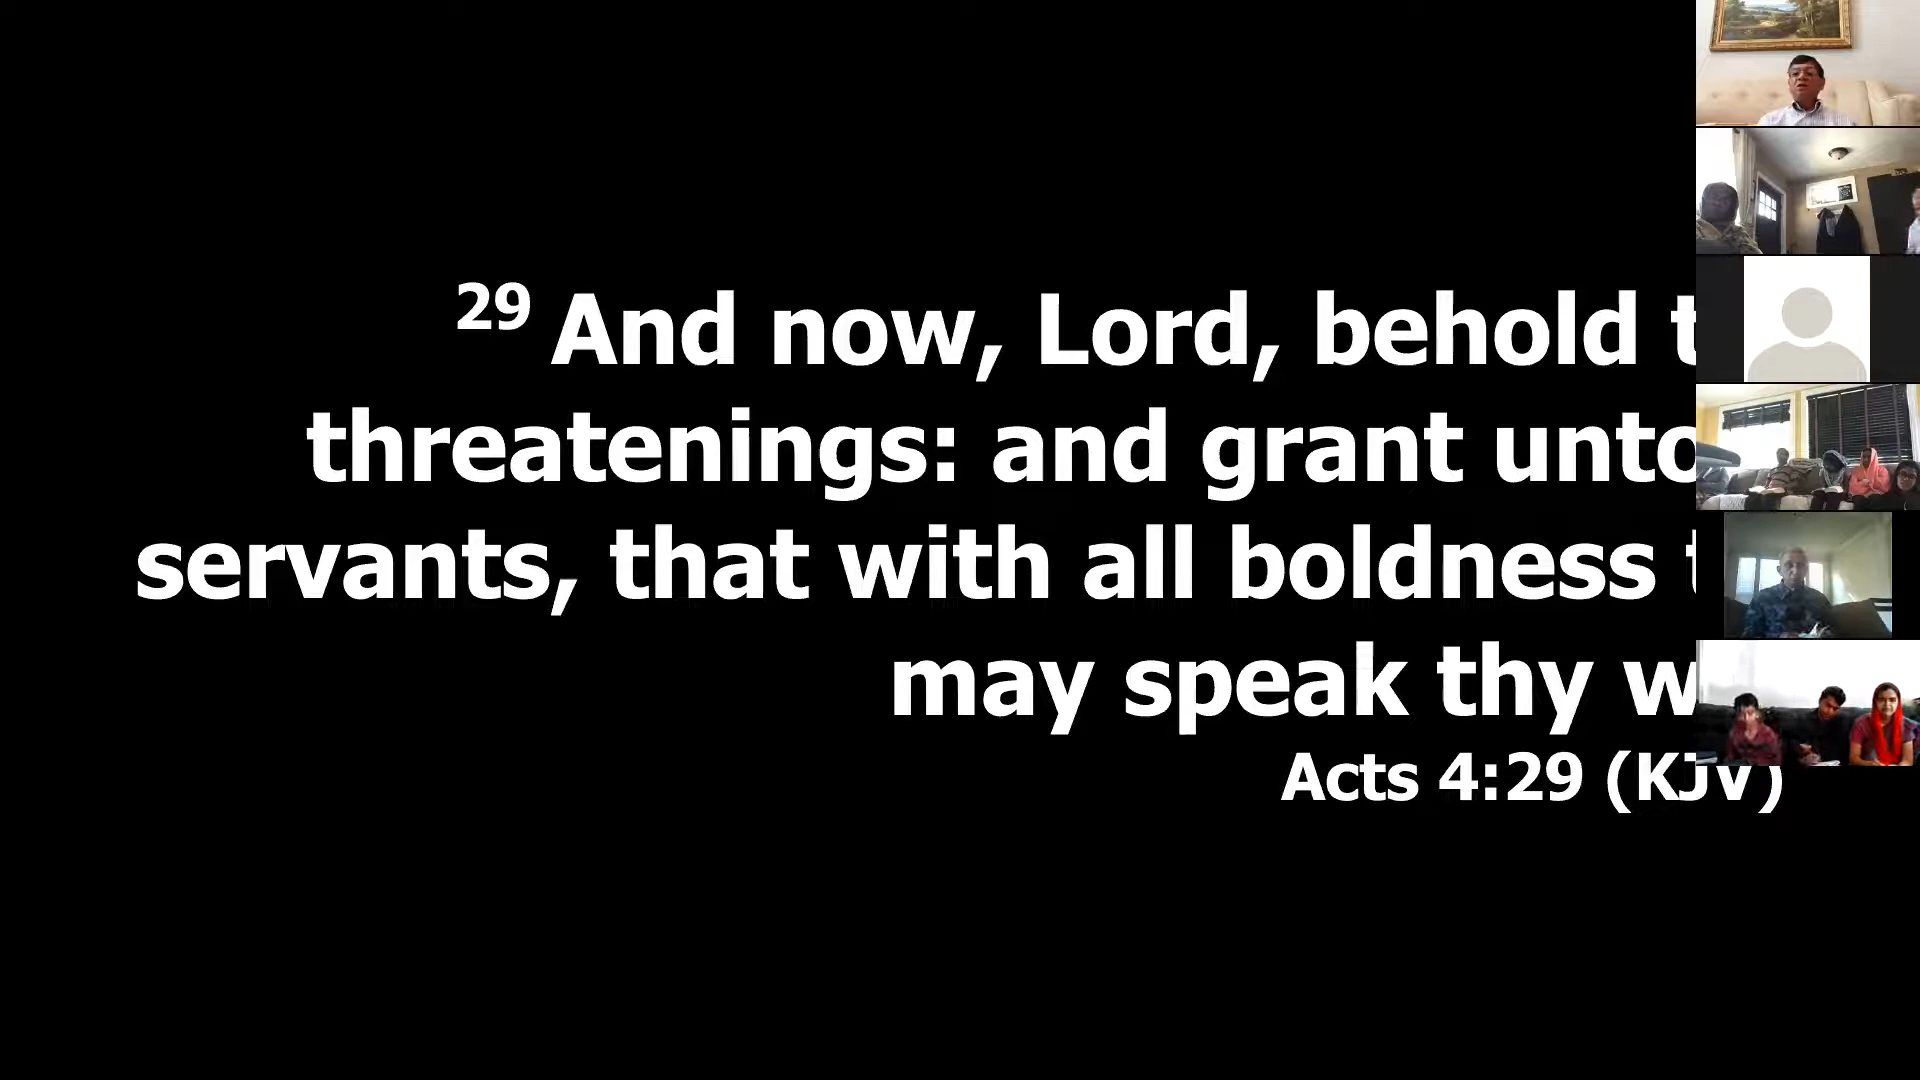 29 And now, Lord, behold
threatenings: and grant unto
servants, that with all boldness
may speak thy
Acts 4:29 (KJV)